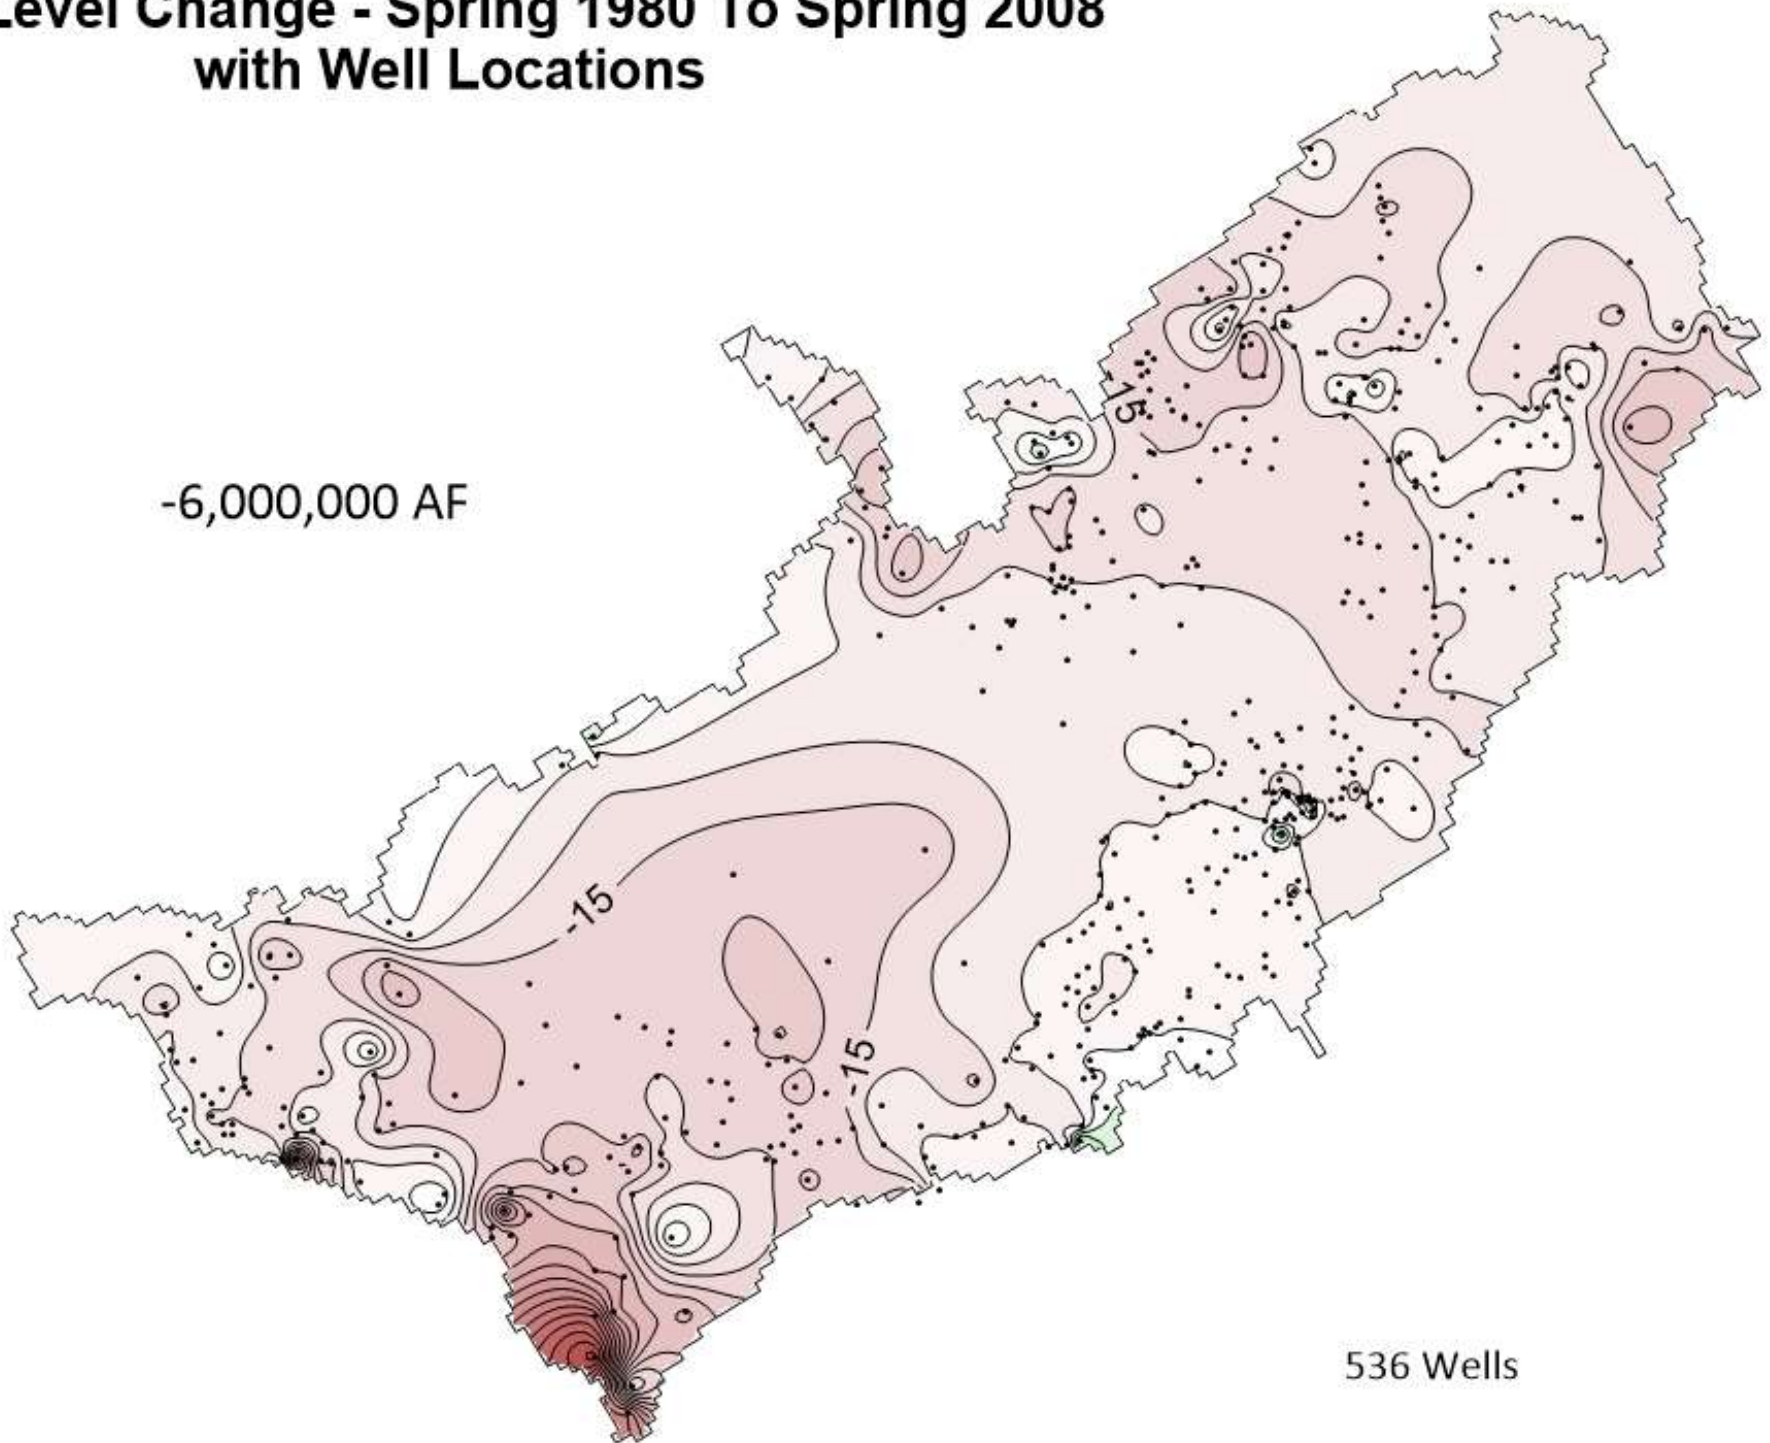 Level Change - Spring 1980 To Spring 2008
with Well Locations
-15
-6,000,000 AF
-15
-15
536 Wells